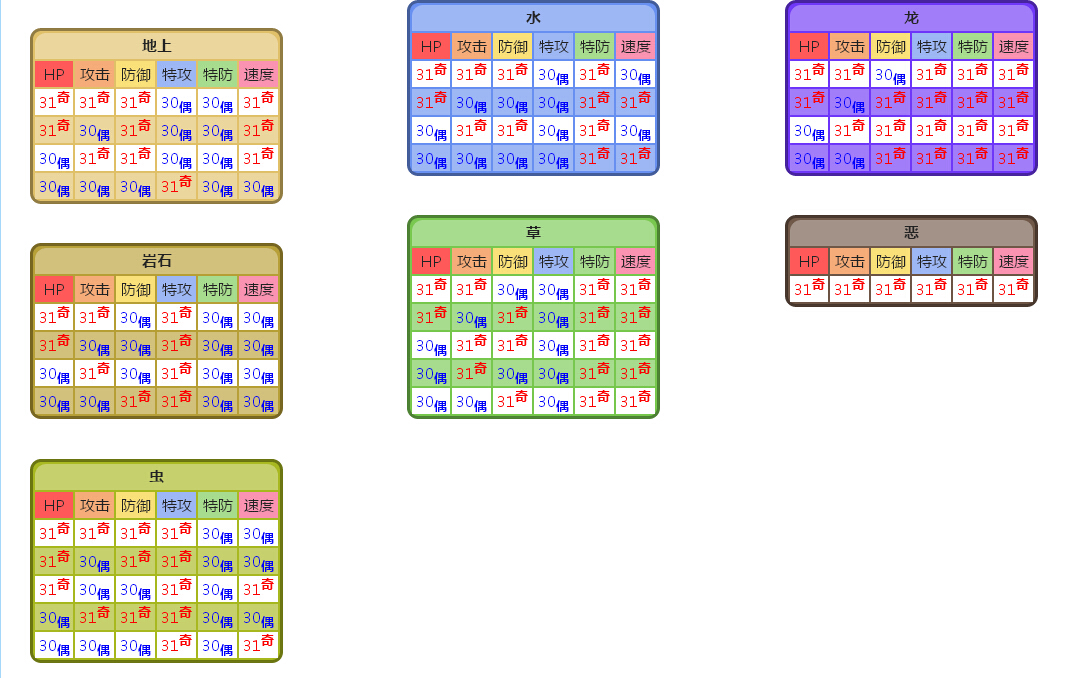 地上
HP 攻击 防御 特攻 特防 速度
31奇 31奇 31奇 30偶 30偶 31奇
31奇 30偶 31奇 30偶 30偶 31奇
30偶 31奇 31奇 30偶 30偶 31奇
30偶 30偶 30偶 31奇 30偶 30偶
岩石
HP 攻击 防御 特攻 特防 速度
31奇 31奇 30偶 31奇 30偶 30偶
31奇 30偶 30偶 31奇 30偶 30偶
30偶 31奇 30偶 31奇 30偶 30偶
30偶 30偶 31奇 31奇 30偶 30偶
虫
HP 攻击 防御 特攻 特防 速度
31奇 31奇 31奇 31奇 30偶 30偶
31奇 30偶 31奇 31奇 30偶 30偶
31奇 30偶 30偶 31奇 30偶 31奇
30偶 31奇 31奇 31奇 30偶 30偶
30偶 30偶 30偶 31奇 30偶 31奇
水
HP 攻击 防御 特攻 特防 速度
31奇 31奇 31奇 30偶 31奇 30偶
31奇 30偶 30偶 30偶 31奇 31奇
30偶 31奇 31奇 30偶 31奇 30偶
30偶 30偶 30偶 30偶 31奇 31奇
草
HP 攻击 防御 特攻 特防 速度
31奇 31奇 30偶 30偶 31奇 31奇
31奇 30偶 31奇 30偶 31奇 31奇
30偶 31奇 31奇 30偶 31奇 31奇
30偶 31奇 30偶 30偶 31奇 31奇
30偶 30偶 31奇 30偶 31奇 31奇
龙
HP 攻击 防御 特攻 特防 速度
31奇 31奇 30偶 31奇 31奇 31奇
31奇 30偶 31奇 31奇 31奇 31奇
30偶 31奇 31奇 31奇 31奇 31奇
30偶 30偶 31奇 31奇 31奇 31奇
恶
HP 攻击 防御 特攻 特防 速度
31奇 31奇 31奇 31奇 31奇 31奇